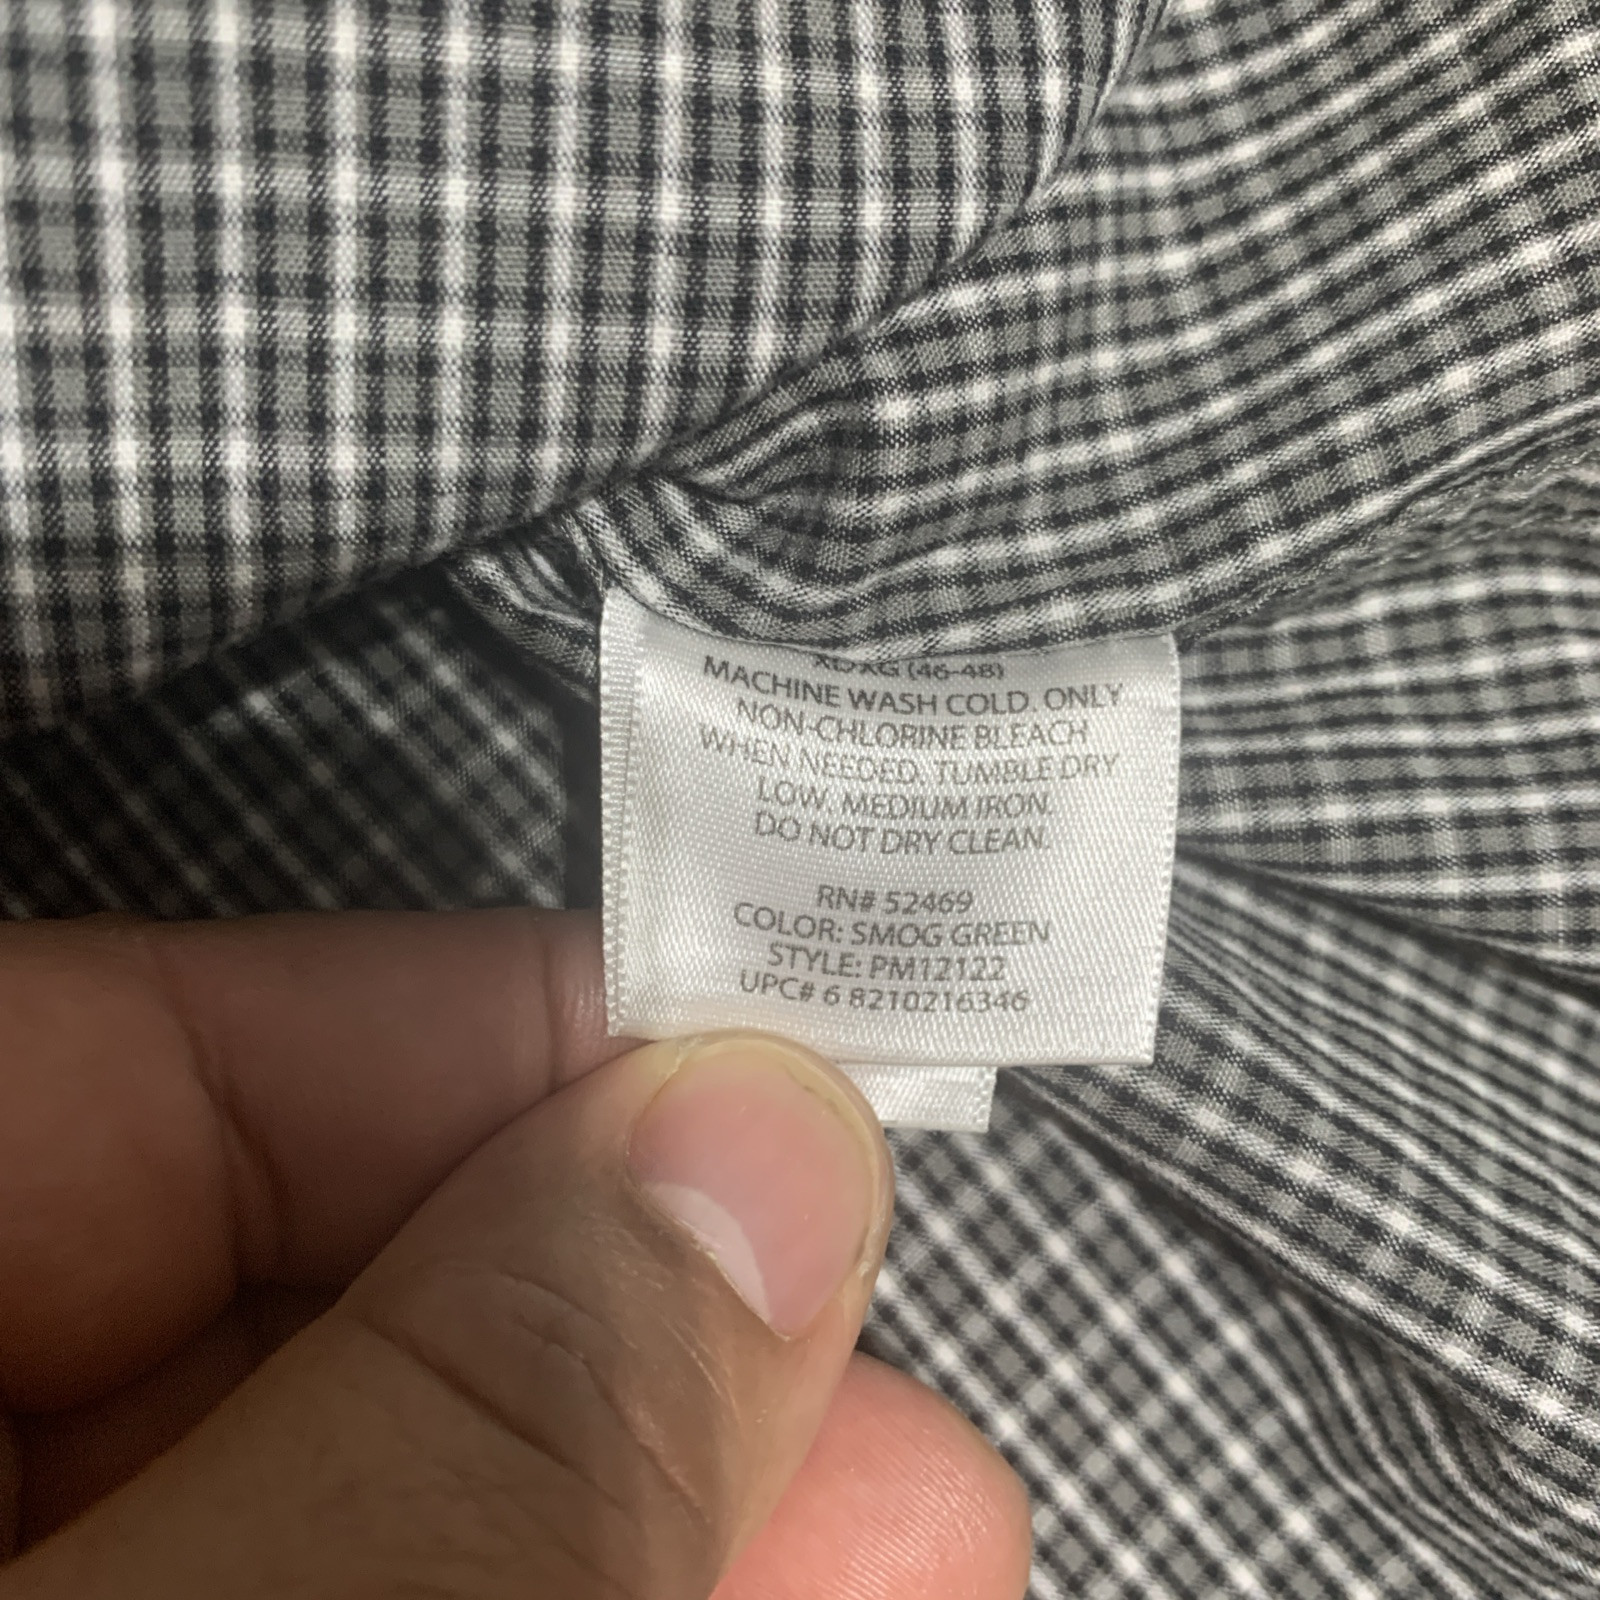 XL/XG (46-48)
MACHINE WASH COLD. ONLY
NON-CHLORINE BLEACH
WHEN NEEDED. TUMBLE DRY
LOW. MEDIUM IRON.
DO NOT DRY CLEAN.
RN# 52469
COLOR: SMOG GREEN
STYLE: PM12122
UPC# 6 8210216346